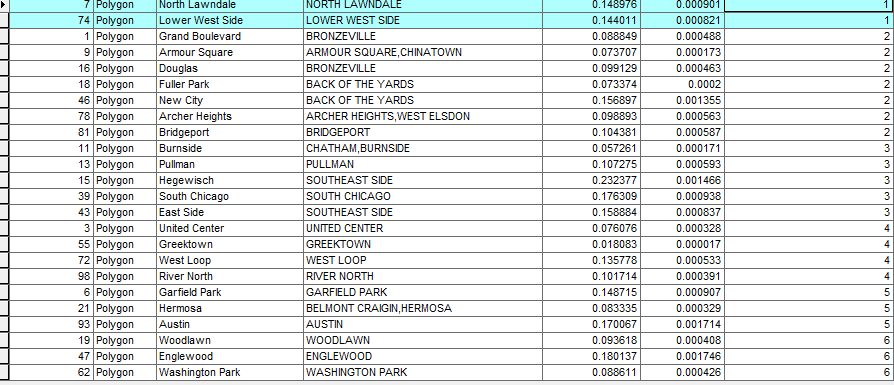 7 Polygon North Lawndale NORTH LAWNDALE 0.148976 0.000901 1
74 Polygon Lower West Side LOWER WEST SIDE 0.144011 0.000821 1
1 Polygon Grand Boulevard BRONZEVILLE 0.088849 0.000488 2
9 Polygon Armour Square ARMOUR SQUARE,CHINATOWN 0.073707 0.000173 2
16 Polygon Douglas BRONZEVILLE 0.099129 0.000463 2
18 Polygon Fuller Park BACK OF THE YARDS 0.073374 0.0002 2
46 Polygon New City BACK OF THE YARDS 0.156897 0.001355 2
78 Polygon Archer Heights ARCHER HEIGHTS,WEST ELSDON 0.098893 0.000563 2
81 Polygon Bridgeport BRIDGEPORT 0.104381 0.000587 2
11 Polygon Burnside CHATHAM,BURNSIDE 0.057261 0.000171 3
13 Polygon Pullman PULLMAN 0.107275 0.000593 3
15 Polygon Hegewisch SOUTHEAST SIDE 0.232377 0.001466 3
39 Polygon South Chicago SOUTH CHICAGO 0.176309 0.000938 3
43 Polygon East Side SOUTHEAST SIDE 0.158884 0.000837 3
3 Polygon United Center UNITED CENTER 0.076076 0.000328 4
55 Polygon Greektown GREEKTOWN 0.018083 0.000017 4
72 Polygon West Loop WEST LOOP 0.135778 0.000533 4
98 Polygon River North RIVER NORTH 0.101714 0.000391 4
6 Polygon Garfield Park GARFIELD PARK 0.148715 0.000907 5
21 Polygon Hermosa BELMONT CRAIGIN,HERMOSA 0.083335 0.000329 5
93 Polygon Austin AUSTIN 0.170067 0.001714 5
19 Polygon Woodlawn WOODLAWN 0.093618 0.000408 6
47 Polygon Englewood ENGLEWOOD 0.180137 0.001746 6
62 Polygon Washington Park WASHINGTON PARK 0.088611 0.000426 6